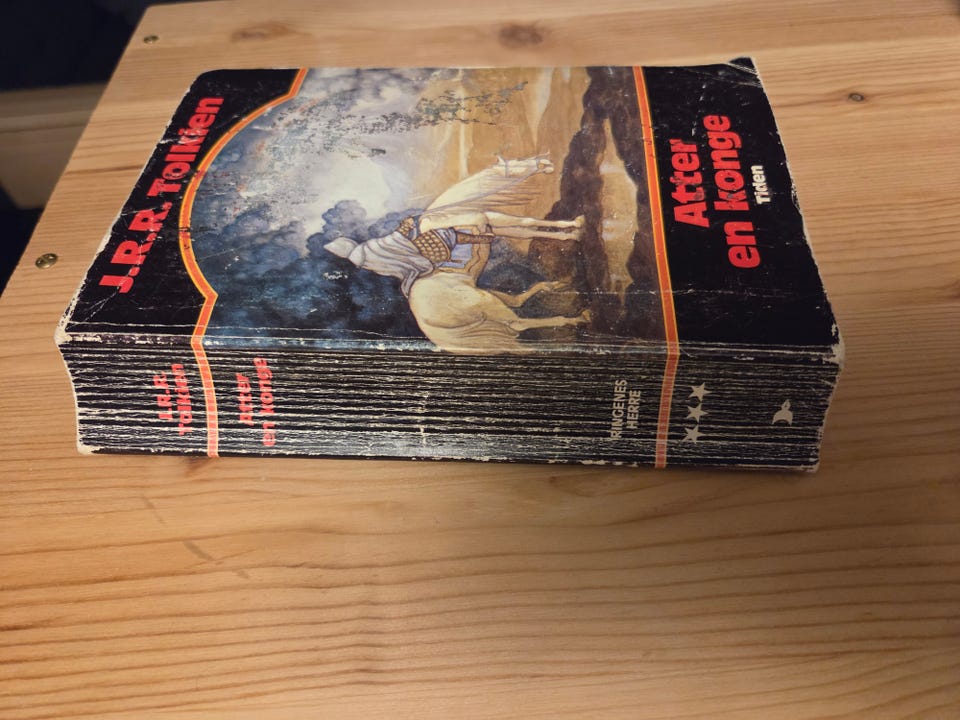 J.R.R. Tolkien
Atter
en konge
Tiden
J.R.R.
Tolkien
Atter
en konge
RINGENES
HERRE